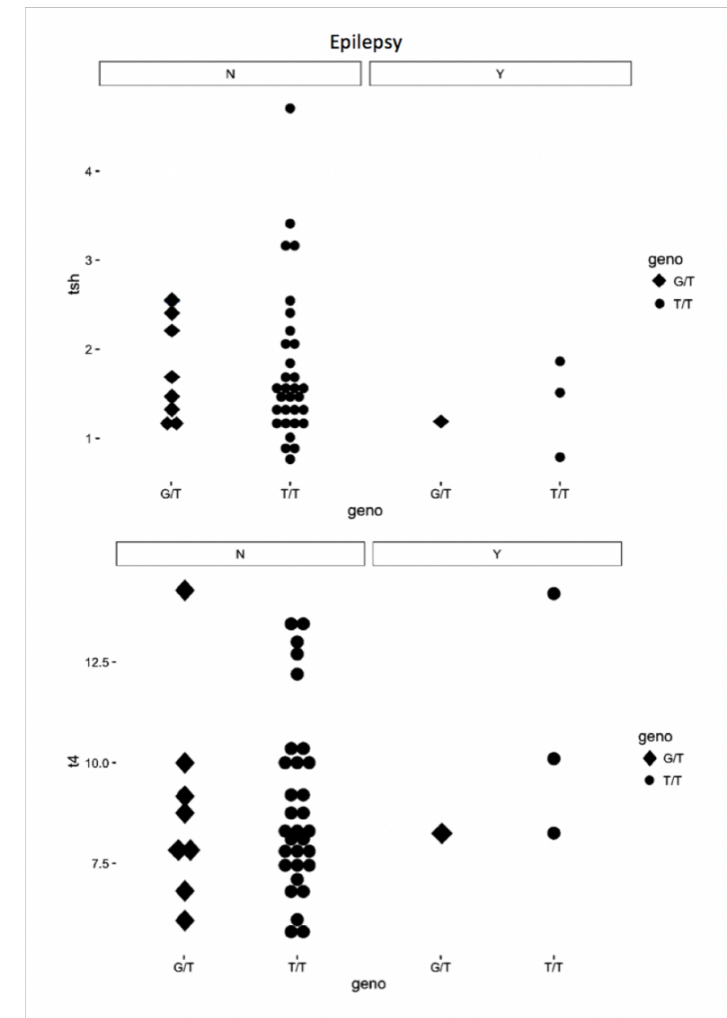 Epilepsy
N Y
4
3
2
1
tsh
G/T T/T G/T T/T
geno
geno
G/T
T/T
N Y
12.5
10.0
7.5
t4
G/T T/T G/T T/T
geno
geno
G/T
T/T